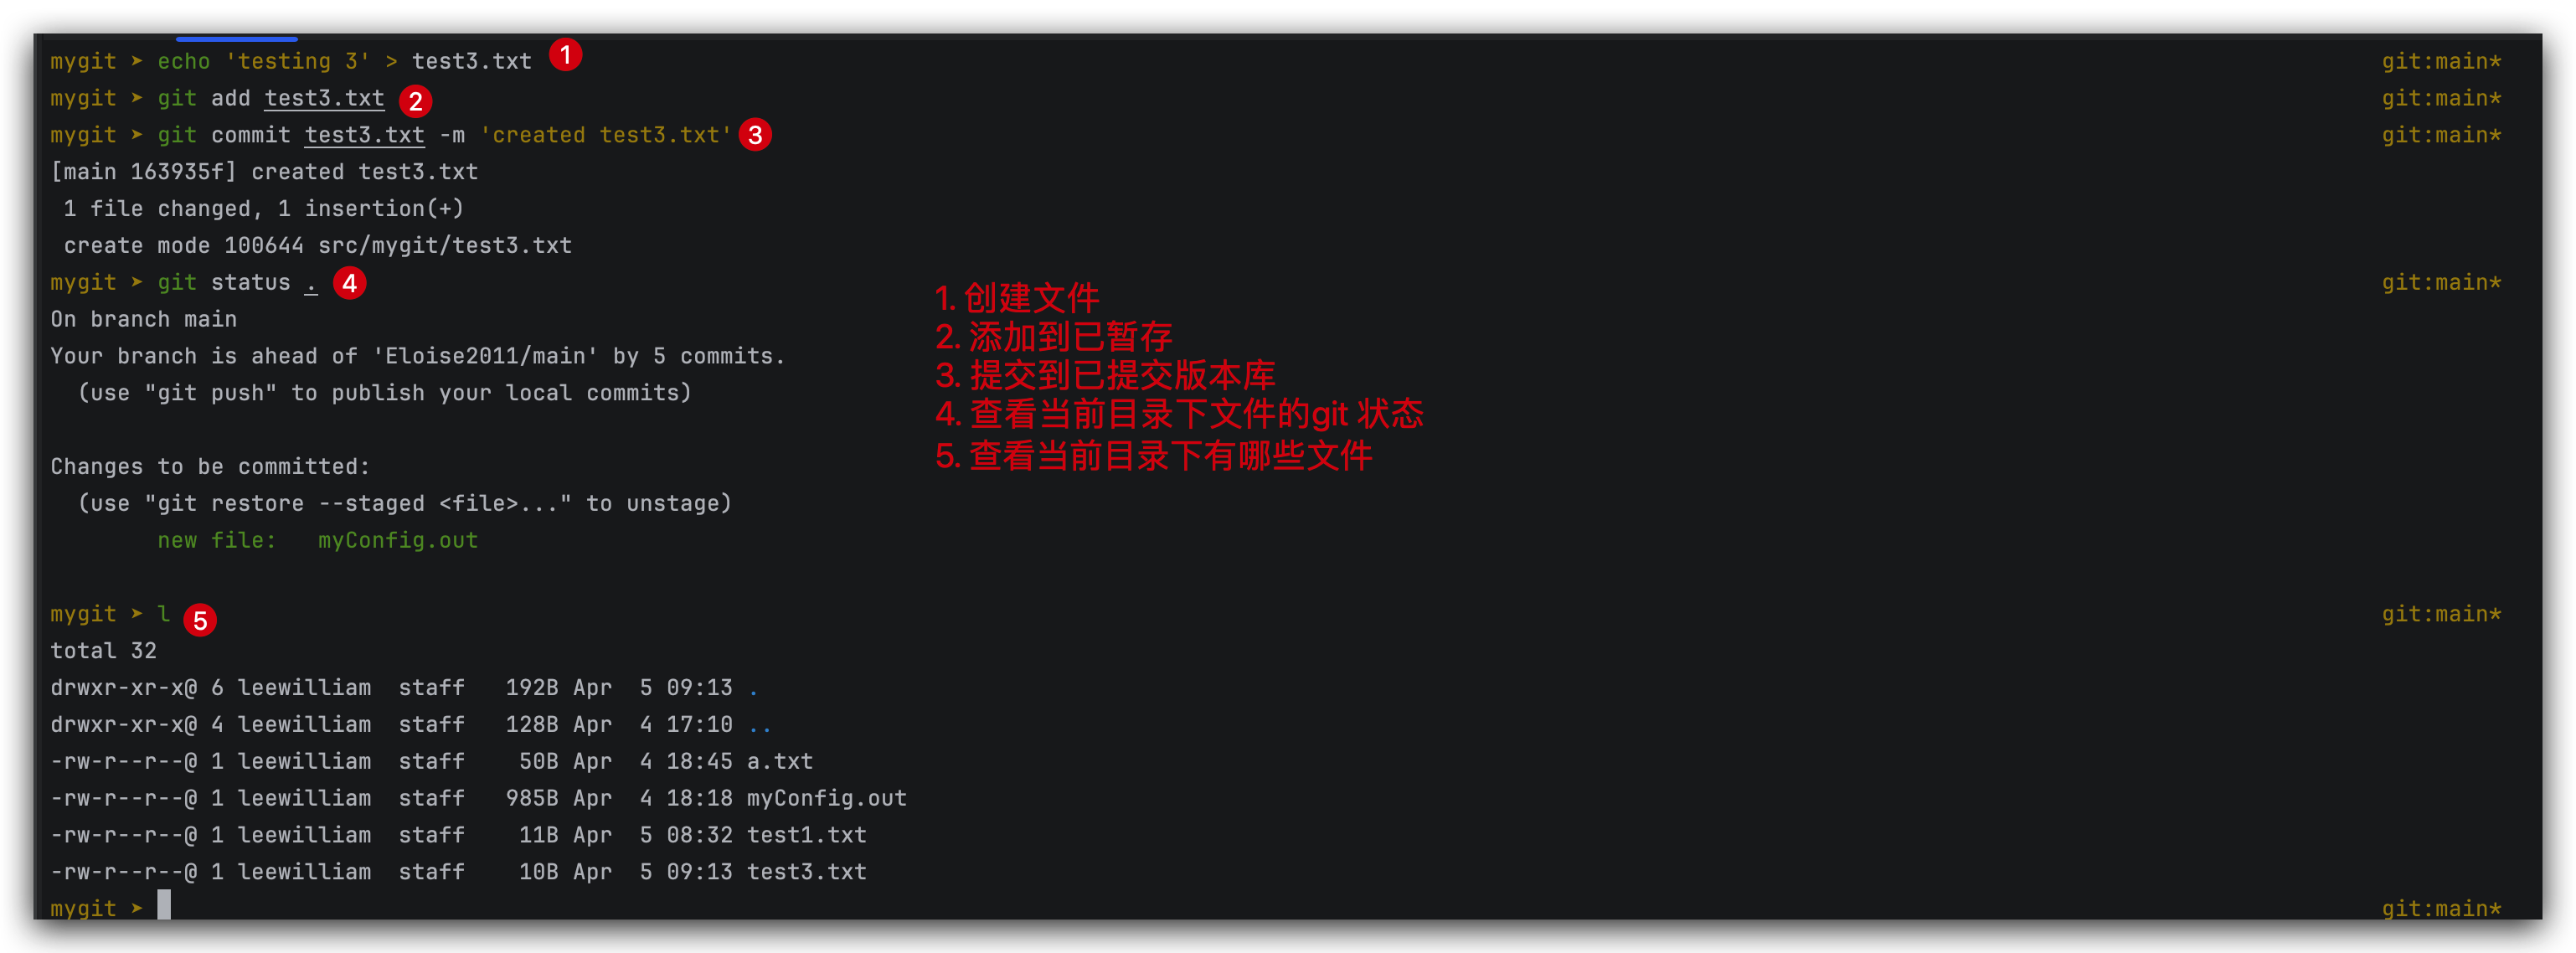 mygit ➤ echo 'testing 3' > test3.txt 1 git:main*
mygit ➤ git add test3.txt 2 git:main*
mygit ➤ git commit test3.txt -m 'created test3.txt' 3 git:main*
[main 163935f] created test3.txt
 1 file changed, 1 insertion(+)
 create mode 100644 src/mygit/test3.txt
mygit ➤ git status . 4 git:main*
On branch main
Your branch is ahead of 'Eloise2011/main' by 5 commits.
  (use "git push" to publish your local commits)
Changes to be committed:
  (use "git restore --staged <file>..." to unstage)
        new file:   myConfig.out
1. 创建文件
2. 添加到已暂存
3. 提交到已提交版本库
4. 查看当前目录下文件的git 状态
5. 查看当前目录下有哪些文件
mygit ➤ l 5 git:main*
total 32
drwxr-xr-x@ 6 leewilliam  staff   192B Apr  5 09:13 .
drwxr-xr-x@ 4 leewilliam  staff   128B Apr  4 17:10 ..
-rw-r--r--@ 1 leewilliam  staff    50B Apr  4 18:45 a.txt
-rw-r--r--@ 1 leewilliam  staff   985B Apr  4 18:18 myConfig.out
-rw-r--r--@ 1 leewilliam  staff    11B Apr  5 08:32 test1.txt
-rw-r--r--@ 1 leewilliam  staff    10B Apr  5 09:13 test3.txt
mygit ➤ git:main*